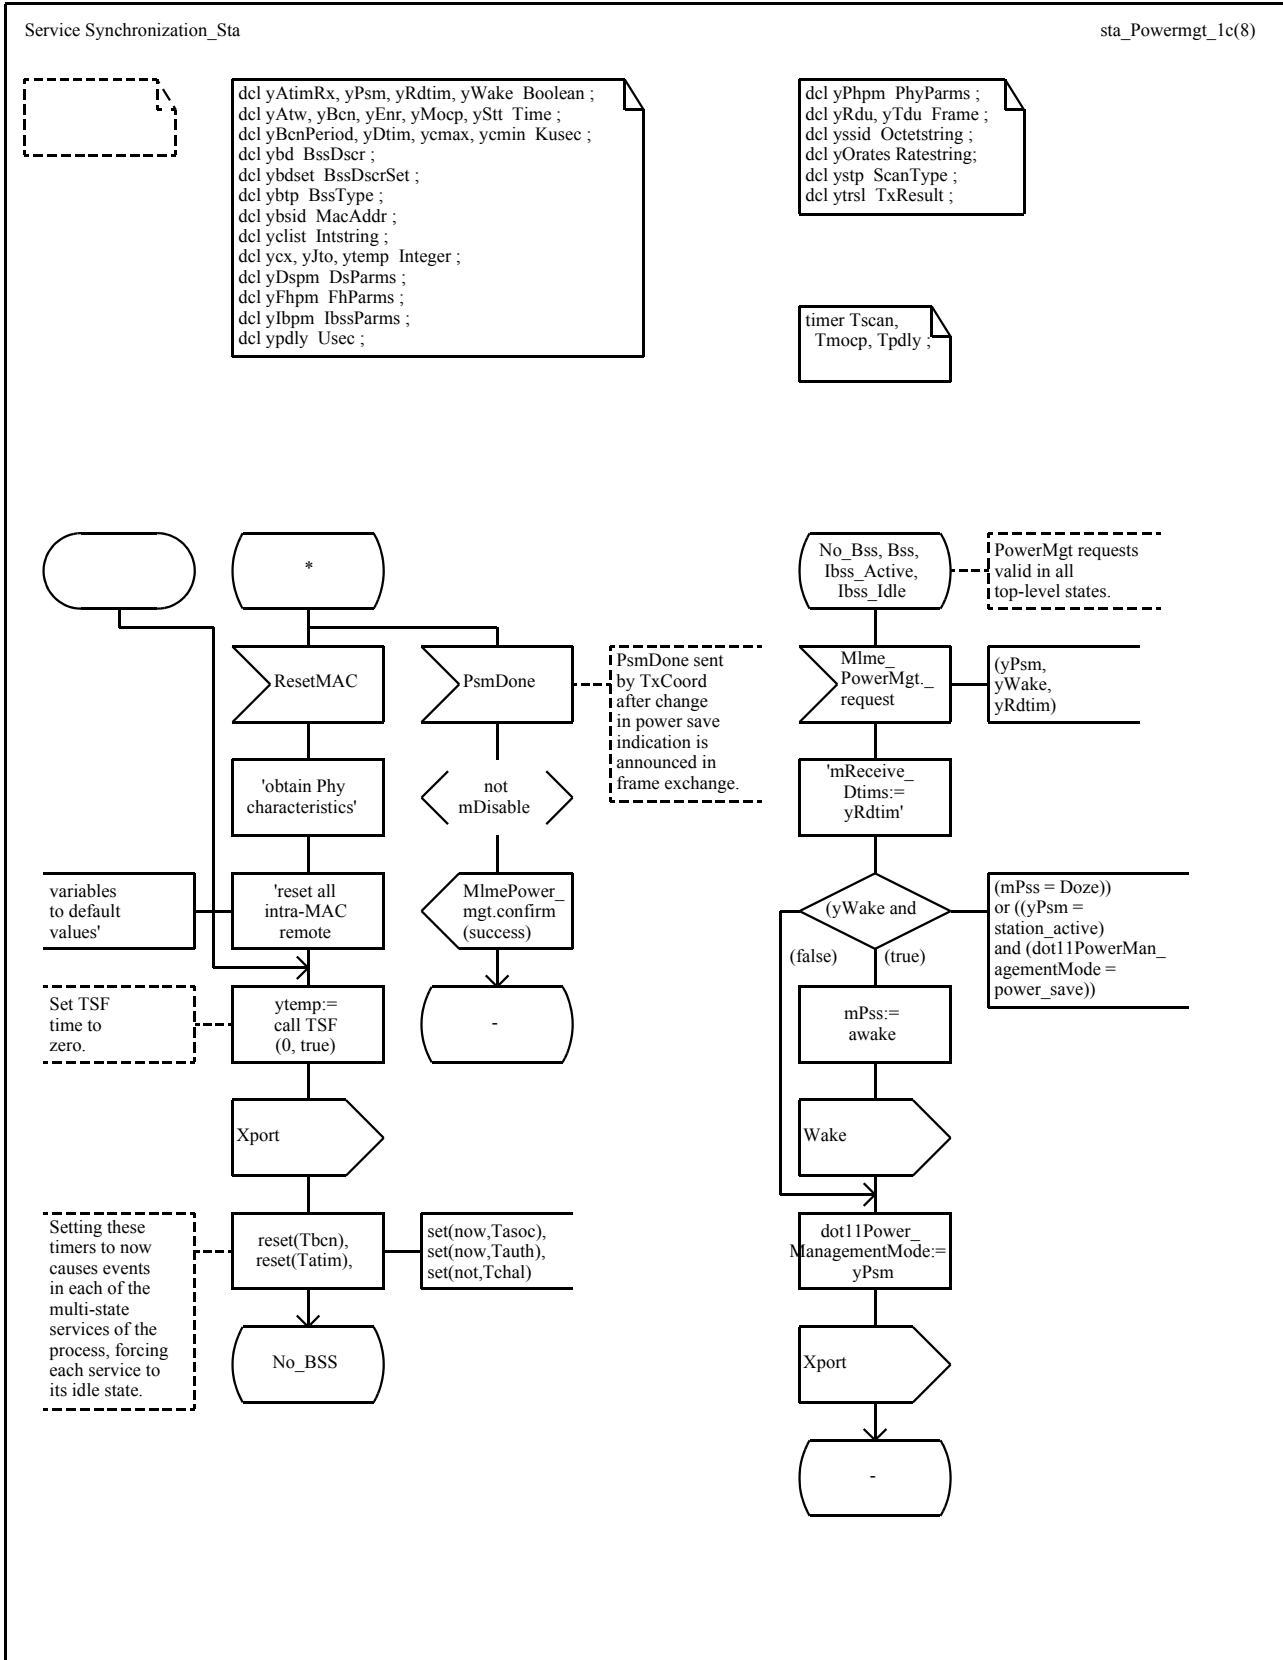 Service Synchronization_Sta
sta_Powermgt_1c(8)
dcl yAtimRx, yPsm, yRdtim, yWake Boolean ;
dcl yAtw, yBcn, yEnr, yMocp, yStt Time ;
dcl yBcnPeriod, yDtim, ycmax, ycmin Kusec ;
dcl ybd BssDscr ;
dcl ybdset BssDscrSet ;
dcl ybtp BssType ;
dcl ybsid MacAddr ;
dcl yclist Intstring ;
dcl ycx, yJto, ytemp Integer ;
dcl yDspm DsParms ;
dcl yFhpm FhParms ;
dcl yIbpm IbssParms ;
dcl ypdly Usec ;
dcl yPhpm PhyParms ;
dcl yRdu, yTdu Frame ;
dcl yssid Octetstring ;
dcl yOrates Ratestring;
dcl ystp ScanType ;
dcl ytrsl TxResult ;
timer Tscan,
Tmocp, Tpdly ;
*
ResetMAC
'obtain Phy
characteristics'
'reset all
intra-MAC
remote
variables
to default
values'
ytemp:=
call TSF
(0, true)
Set TSF
time to
zero.
Xport
reset(Tbcn),
reset(Tatim),
set(now,Tasoc),
set(now,Tauth),
set(not,Tchal)
Setting these
timers to now
causes events
in each of the
multi-state
services of the
process, forcing
each service to
its idle state.
No_BSS
PsmDone
PsmDone sent
by TxCoord
after change
in power save
indication is
announced in
frame exchange.
not
mDisable
MlmePower_
mgt.confirm
(success)
-
No_Bss, Bss,
Ibss_Active,
Ibss_Idle
PowerMgt requests
valid in all
top-level states.
Mlme_
PowerMgt._
request
(yPsm,
yWake,
yRdtim)
'mReceive_
Dtims:=
yRdtim'
(yWake and
(mPss = Doze))
or ((yPsm =
station_active)
and (dot11PowerMan_
agementMode =
power_save))
(false)
(true)
mPss:=
awake
Wake
dot11Power_
ManagementMode:=
yPsm
Xport
-